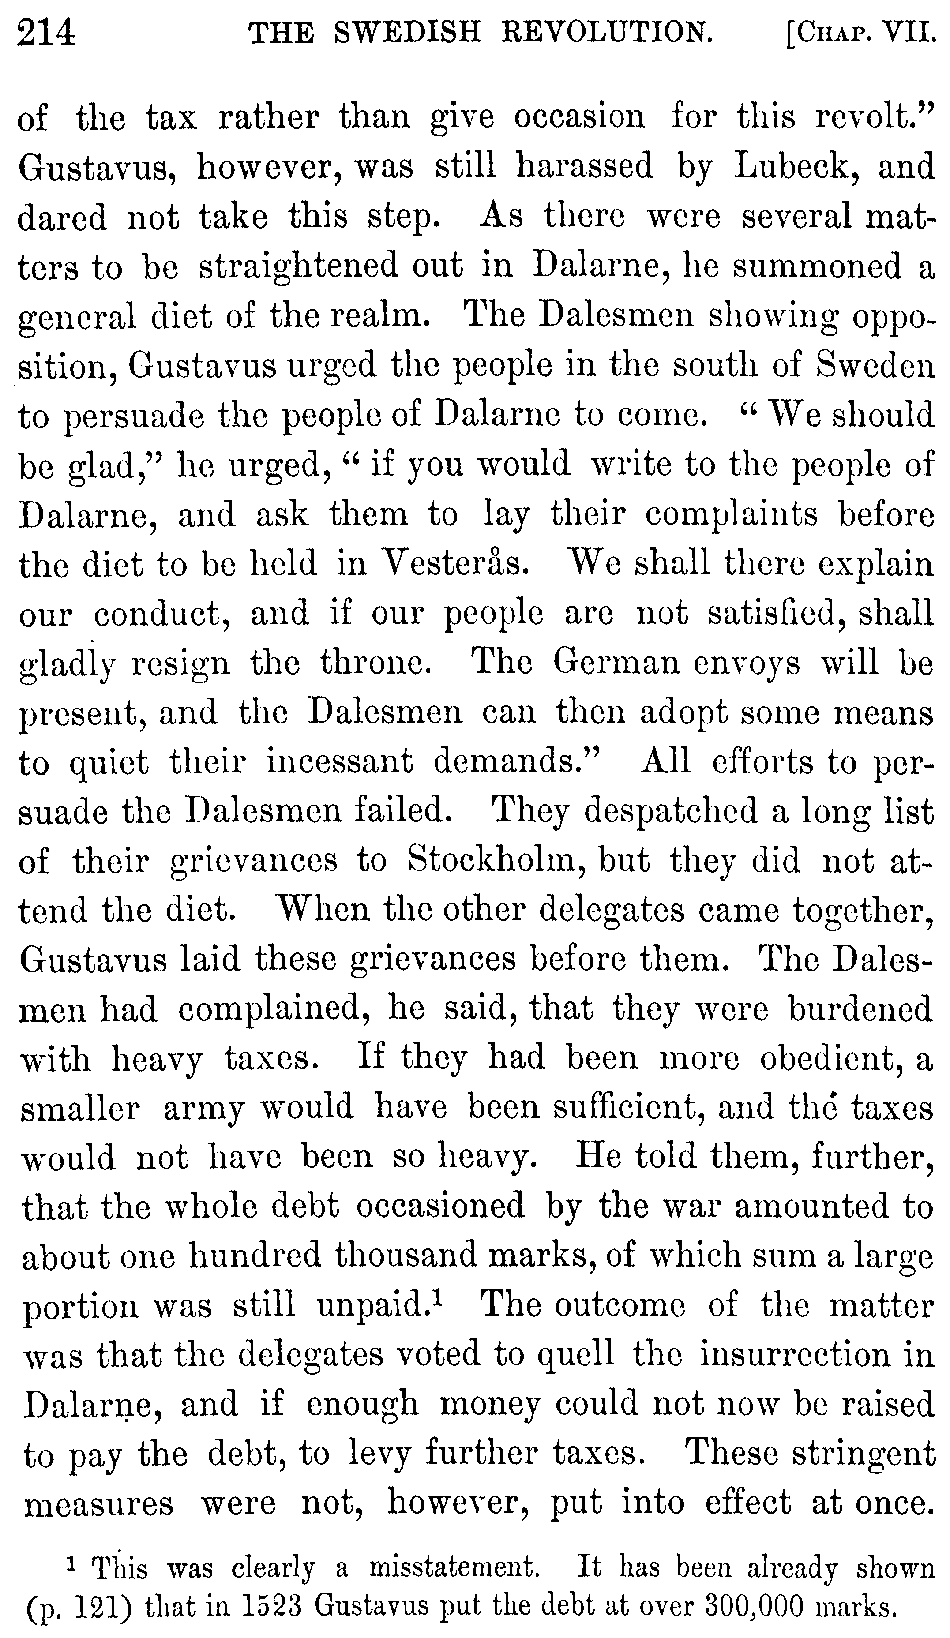 214 THE SWEDISH REVOLUTION. [CHAP. VII.
of the tax rather than give occasion for this revolt.”
Gustavus, however, was still harassed by Lubeck, and
dared not take this step. As there were several mat-
ters to be straightened out in Dalarne, he summoned a
general diet of the realm. The Dalesmen showing oppo-
sition, Gustavus urged the people in the south of Sweden
to persuade the people of Dalarne to come. “ We should
be glad,” he urged, “ if you would write to the people of
Dalarne, and ask them to lay their complaints before
the diet to be held in Vesterås. We shall there explain
our conduct, and if our people are not satisfied, shall
gladly resign the throne. The German envoys will be
present, and the Dalesmen can then adopt some means
to quiet their incessant demands.” All efforts to per-
suade the Dalesmen failed. They despatched a long list
of their grievances to Stockholm, but they did not at-
tend the diet. When the other delegates came together,
Gustavus laid these grievances before them. The Dales-
men had complained, he said, that they were burdened
with heavy taxes. If they had been more obedient, a
smaller army would have been sufficient, and the taxes
would not have been so heavy. He told them, further,
that the whole debt occasioned by the war amounted to
about one hundred thousand marks, of which sum a large
portion was still unpaid.¹ The outcome of the matter
was that the delegates voted to quell the insurrection in
Dalarne, and if enough money could not now be raised
to pay the debt, to levy further taxes. These stringent
measures were not, however, put into effect at once.
¹ This was clearly a misstatement. It has been already shown
(p. 121) that in 1523 Gustavus put the debt at over 300,000 marks.